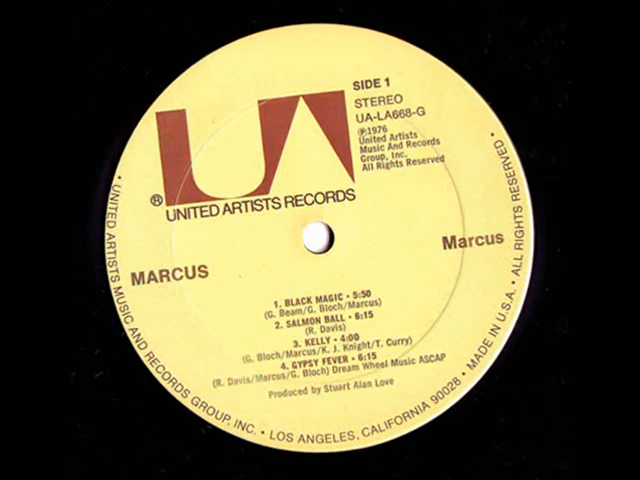 SIDE 1
STEREO
UA-LA668-G
℗1976
United Artists
Music And Records
Group, Inc.
All Rights Reserved
UA
®
UNITED ARTISTS RECORDS
MARCUS
Marcus
1. BLACK MAGIC • 5:50
(G. Beam/G. Bloch/Marcus)
2. SALMON BALL • 6:15
(R. Davis)
3. KELLY • 4:00
(G. Bloch/Marcus/K. J. Knight/T. Curry)
4. GYPSY FEVER • 6:15
(R. Davis/Marcus/G. Bloch) Dream Wheel Music ASCAP
Produced by Stuart Alan Love
• UNITED ARTISTS MUSIC AND RECORDS GROUP, INC. • LOS ANGELES, CALIFORNIA 90028 • MADE IN U.S.A. • ALL RIGHTS RESERVED •